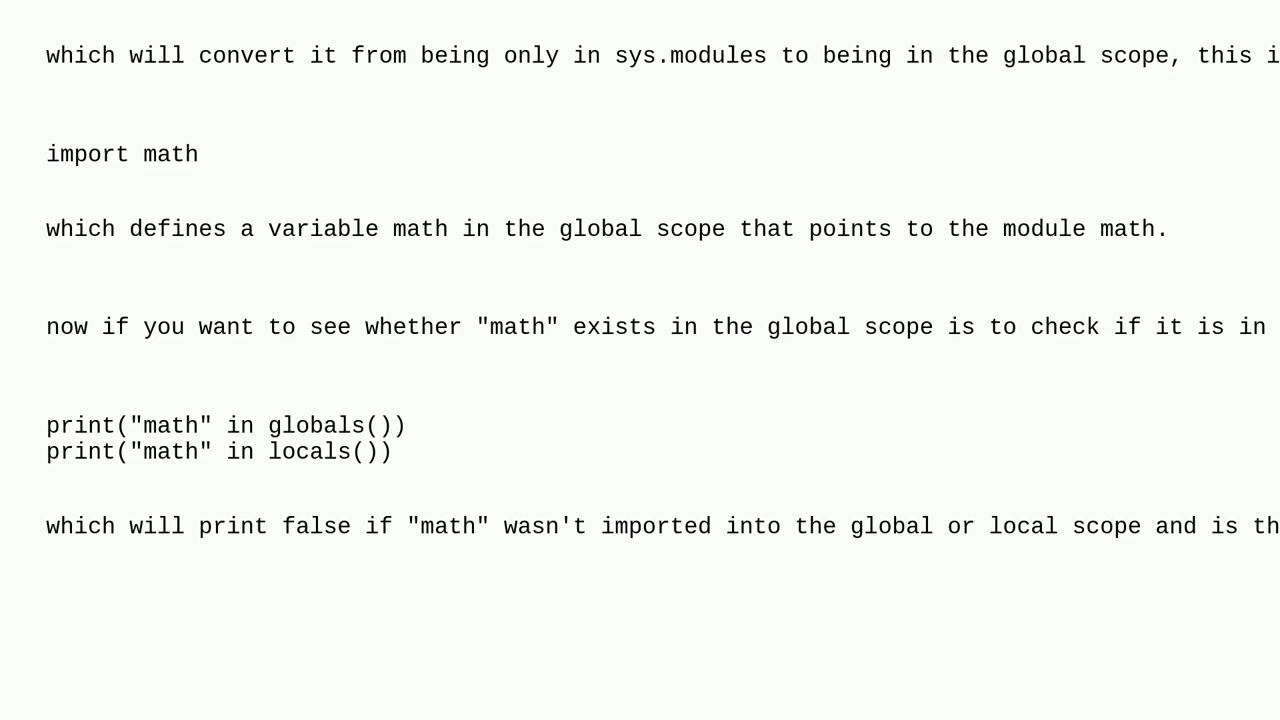 which will convert it from being only in sys.modules to being in the global scope, this
import math
which defines a variable math in the global scope that points to the module math.
now if you want to see whether "math" exists in the global scope is to check if it is in
print("math" in globals())
print("math" in locals())
which will print false if "math" wasn't imported into the global or local scope and is